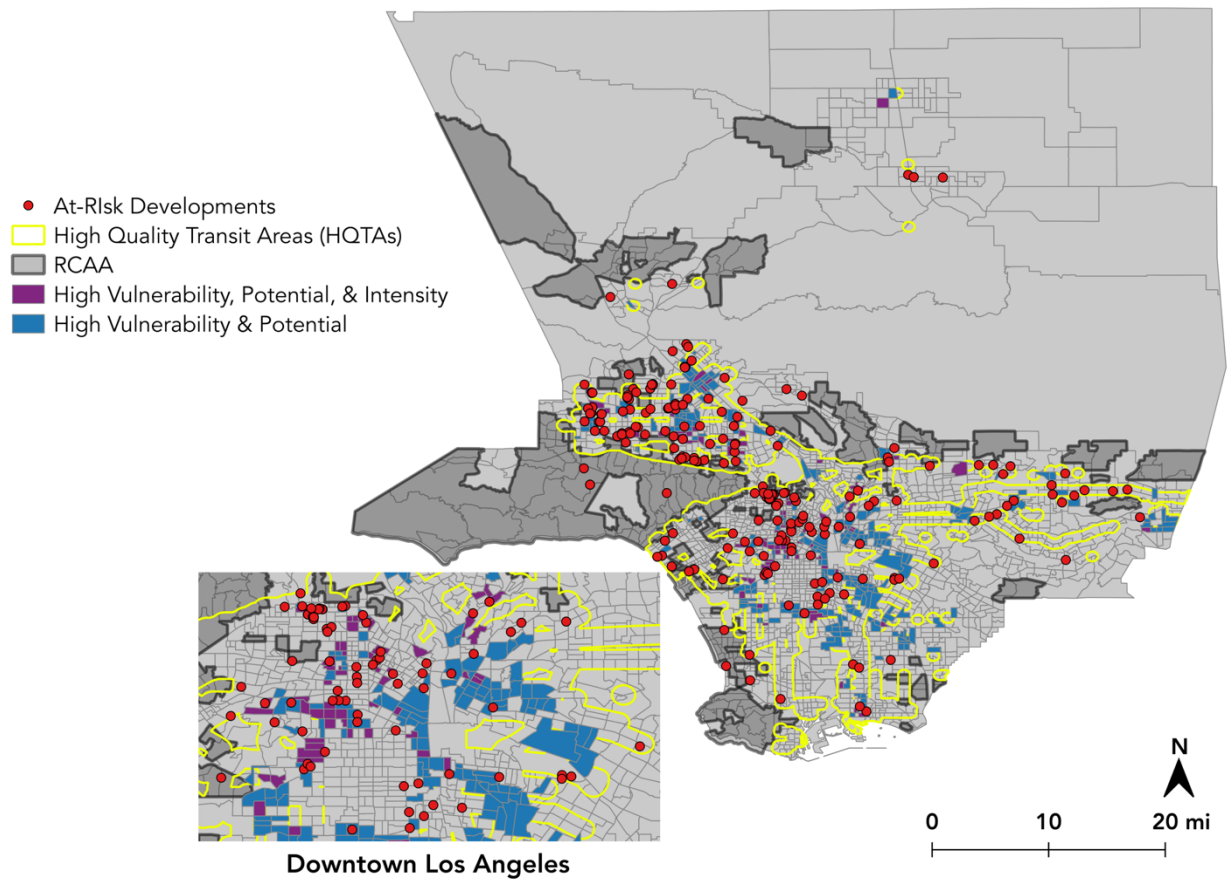 At-RIsk Developments
High Quality Transit Areas (HQTAs)
RCAA
High Vulnerability, Potential, & Intensity
High Vulnerability & Potential
Downtown Los Angeles
N
0 10 20 mi